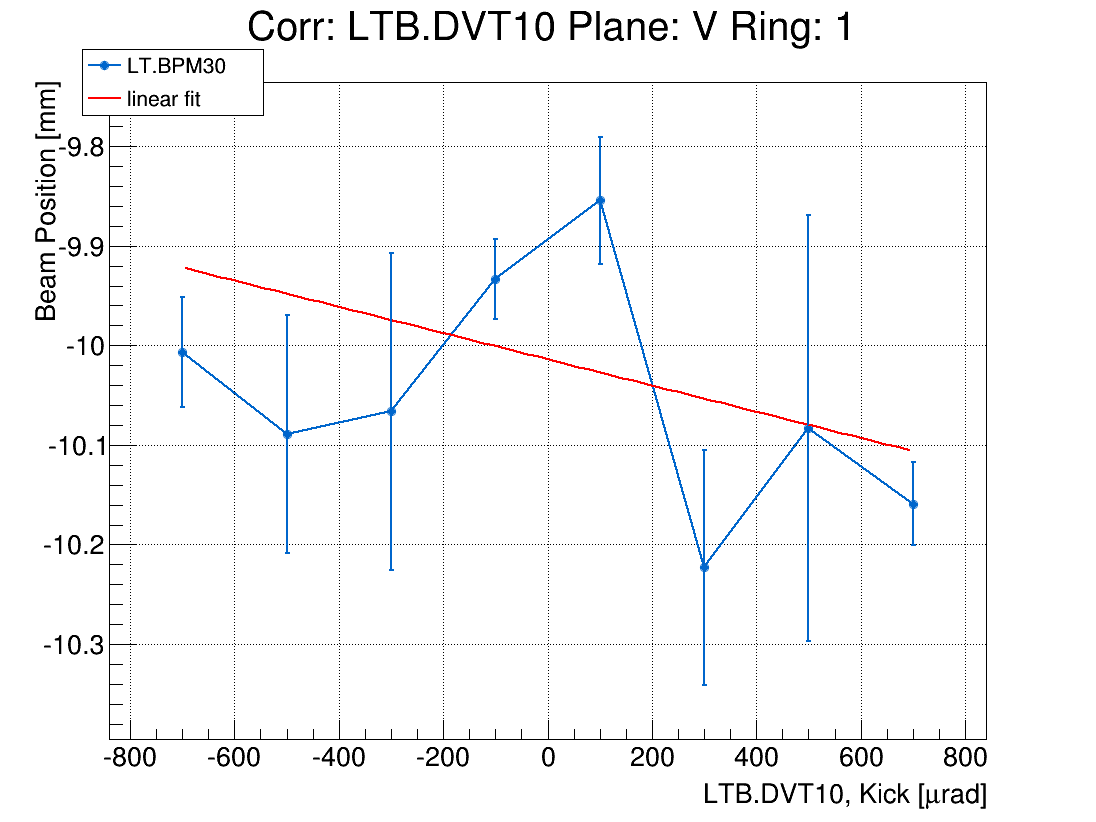 Corr: LTB.DVT10 Plane: V Ring: 1
LT.BPM30
linear fit
Beam Position [mm]
-9.8
-9.9
-10
-10.1
-10.2
-10.3
-800 -600 -400 -200 0 200 400 600 800
LTB.DVT10, Kick [μrad]